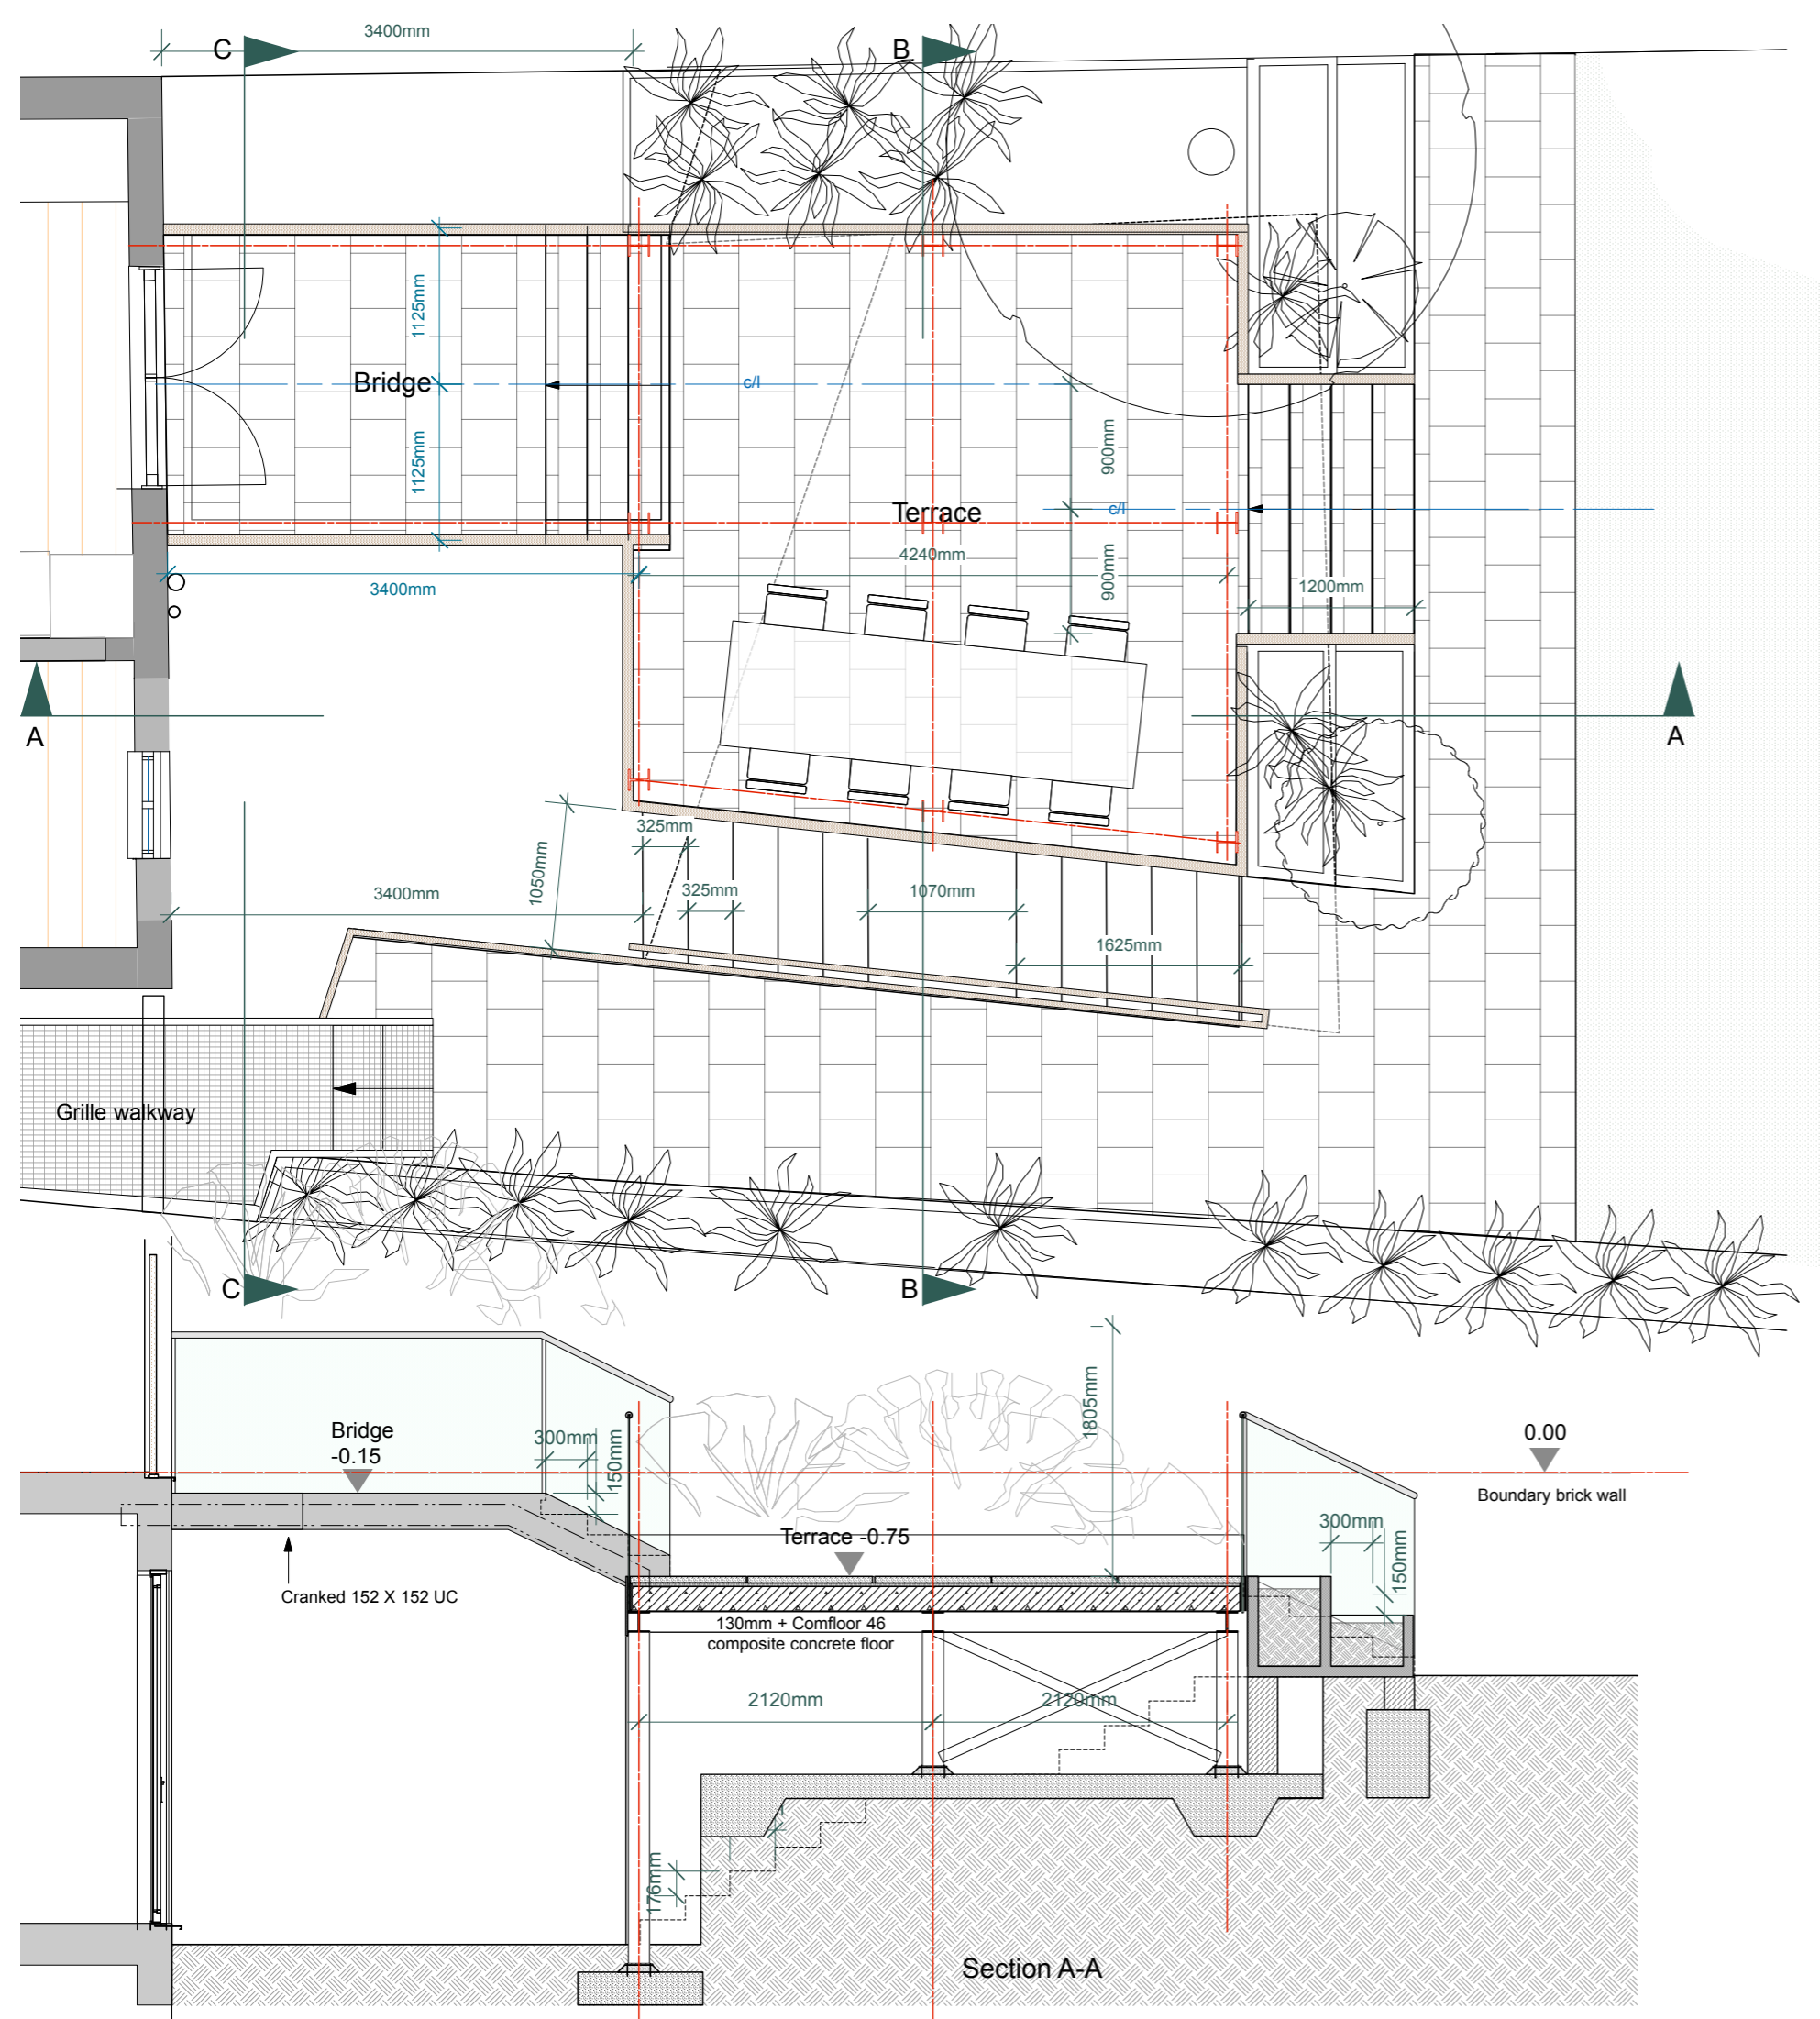 3400mm
C
B
1125mm
Bridge
c/l
1125mm
900mm
Terrace
c/l
4240mm
900mm
3400mm
1200mm
A
A
325mm
1050mm
3400mm
325mm
1070mm
1625mm
Grille walkway
C
B
1805mm
Bridge
-0.15
300mm
150mm
0.00
Boundary brick wall
Terrace -0.75
300mm
150mm
Cranked 152 X 152 UC
130mm + Comfloor 46
composite concrete floor
2120mm
2120mm
176mm
Section A-A